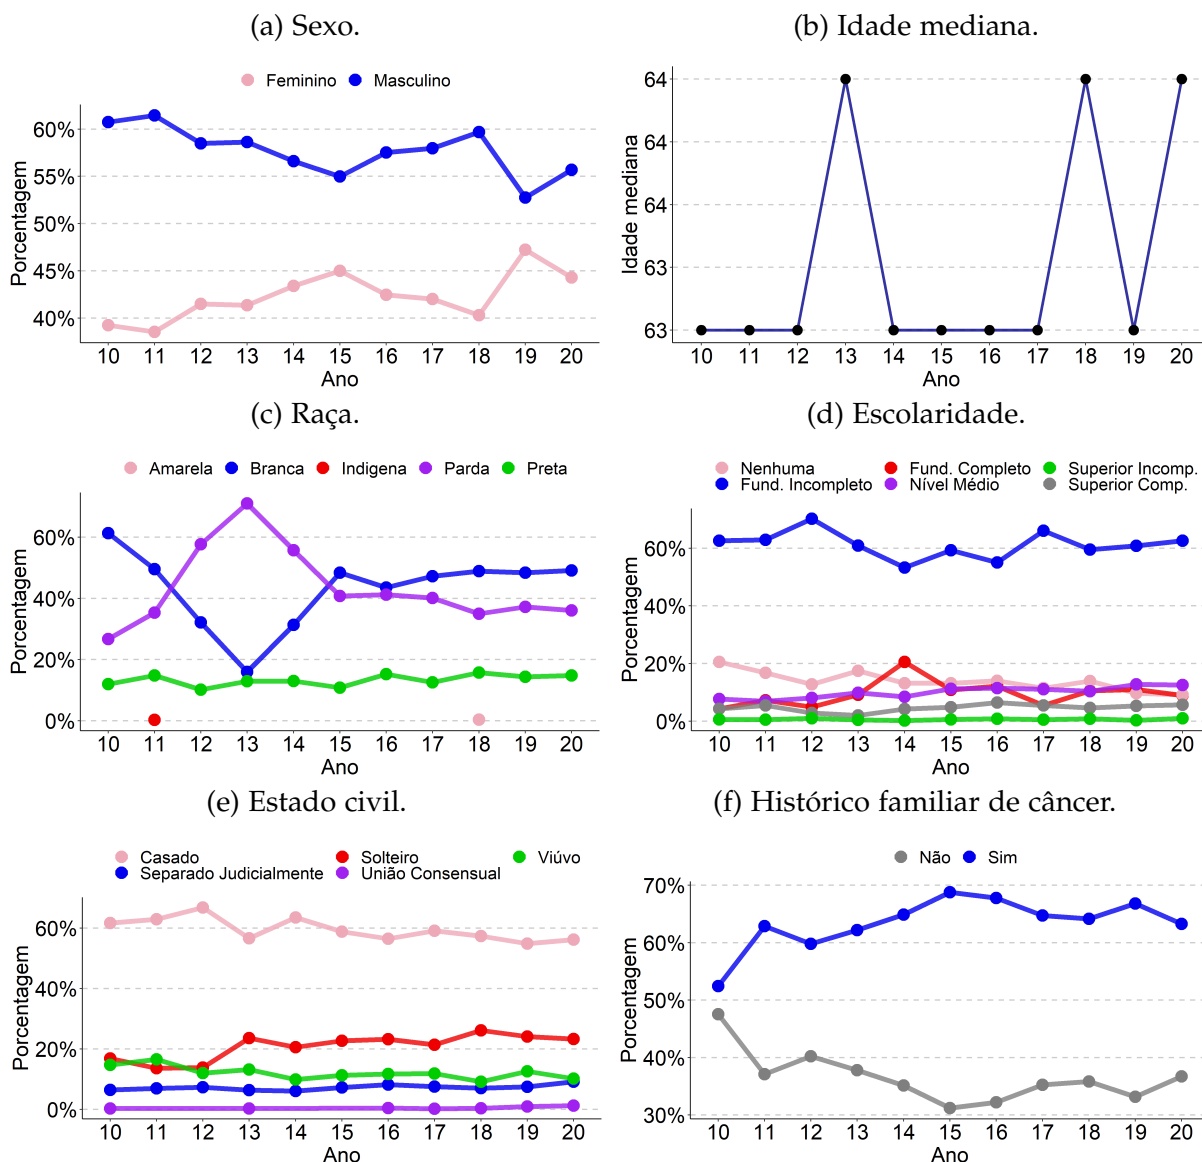 (a) Sexo.
Feminino Masculino
Porcentagem
60%
55%
50%
45%
40%
10 11 12 13 14 15 16 17 18 19 20
Ano
(b) Idade mediana.
Idade mediana
64
64
64
63
63
10 11 12 13 14 15 16 17 18 19 20
Ano
(c) Raça.
Amarela Branca Indigena Parda Preta
Porcentagem
60%
40%
20%
0%
10 11 12 13 14 15 16 17 18 19 20
Ano
(d) Escolaridade.
Nenhuma Fund. Completo Superior Incomp.
Fund. Incompleto Nível Médio Superior Comp.
Porcentagem
60%
40%
20%
0%
10 11 12 13 14 15 16 17 18 19 20
Ano
(e) Estado civil.
Casado Solteiro Viúvo
Separado Judicialmente União Consensual
Porcentagem
60%
40%
20%
0%
10 11 12 13 14 15 16 17 18 19 20
Ano
(f) Histórico familiar de câncer.
Não Sim
Porcentagem
70%
60%
50%
40%
30%
10 11 12 13 14 15 16 17 18 19 20
Ano